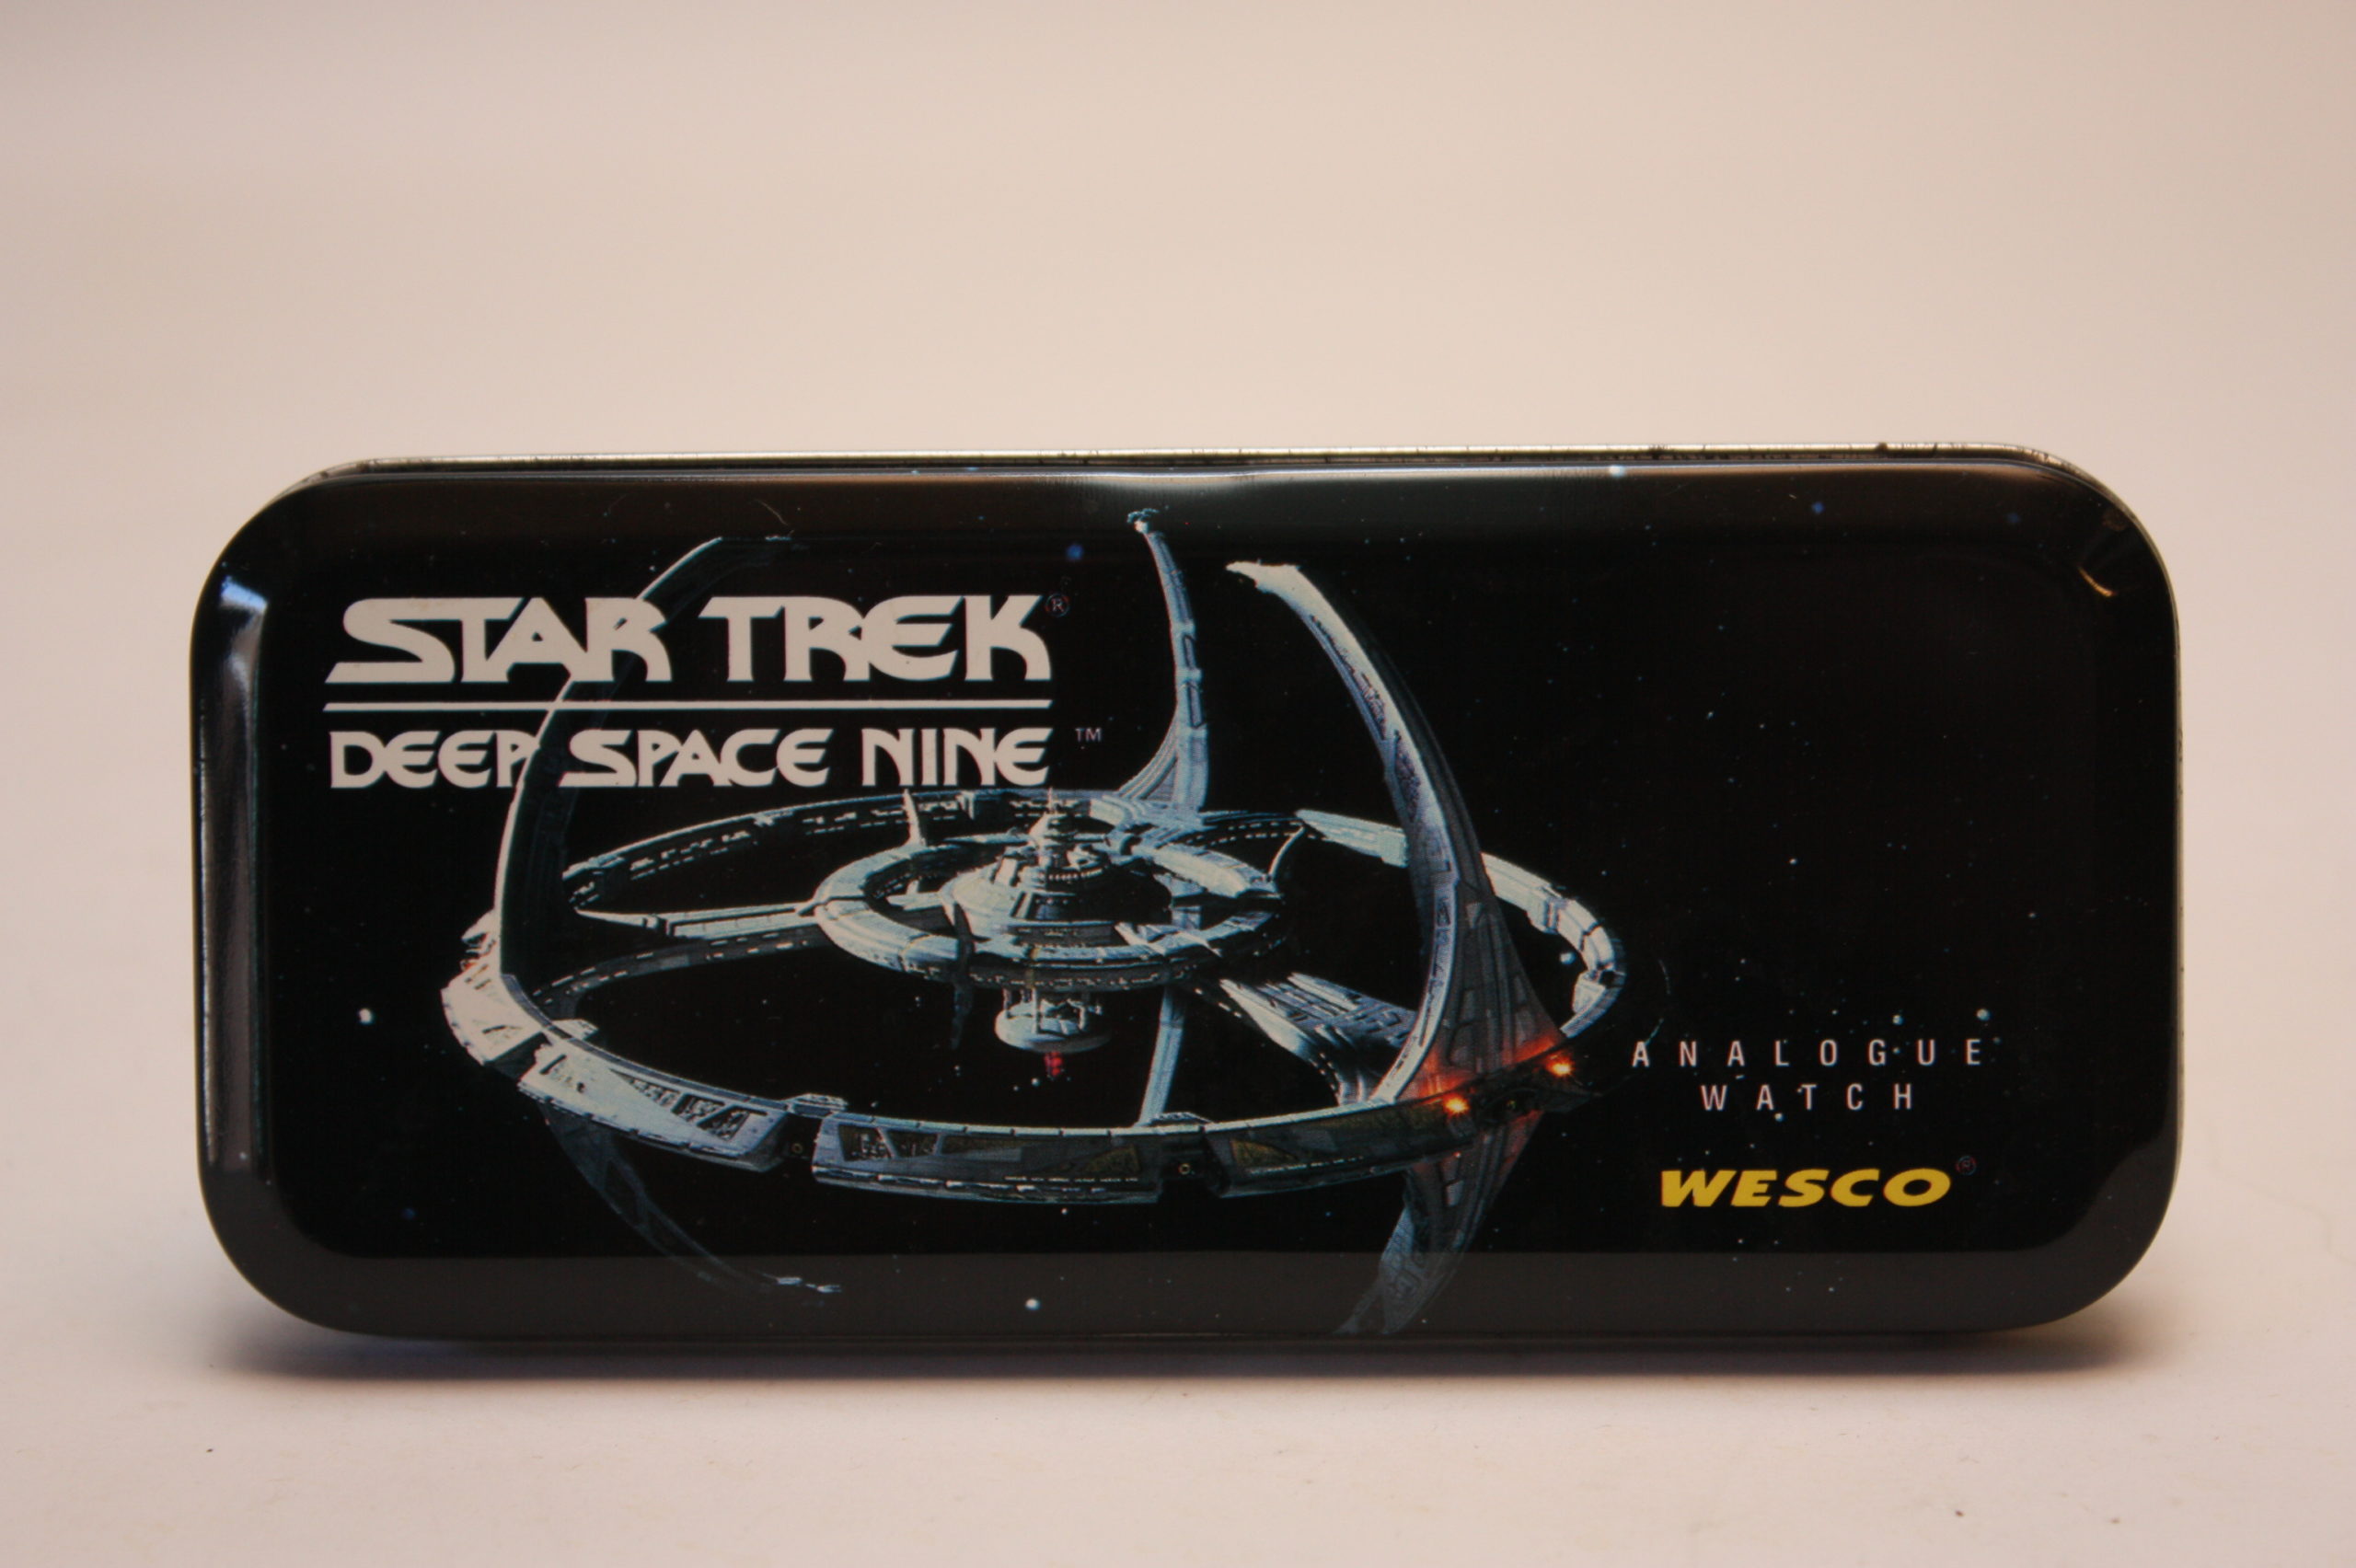 STAR TREK®
DEEP SPACE NINE™
ANALOGUE
WATCH
WESCO®